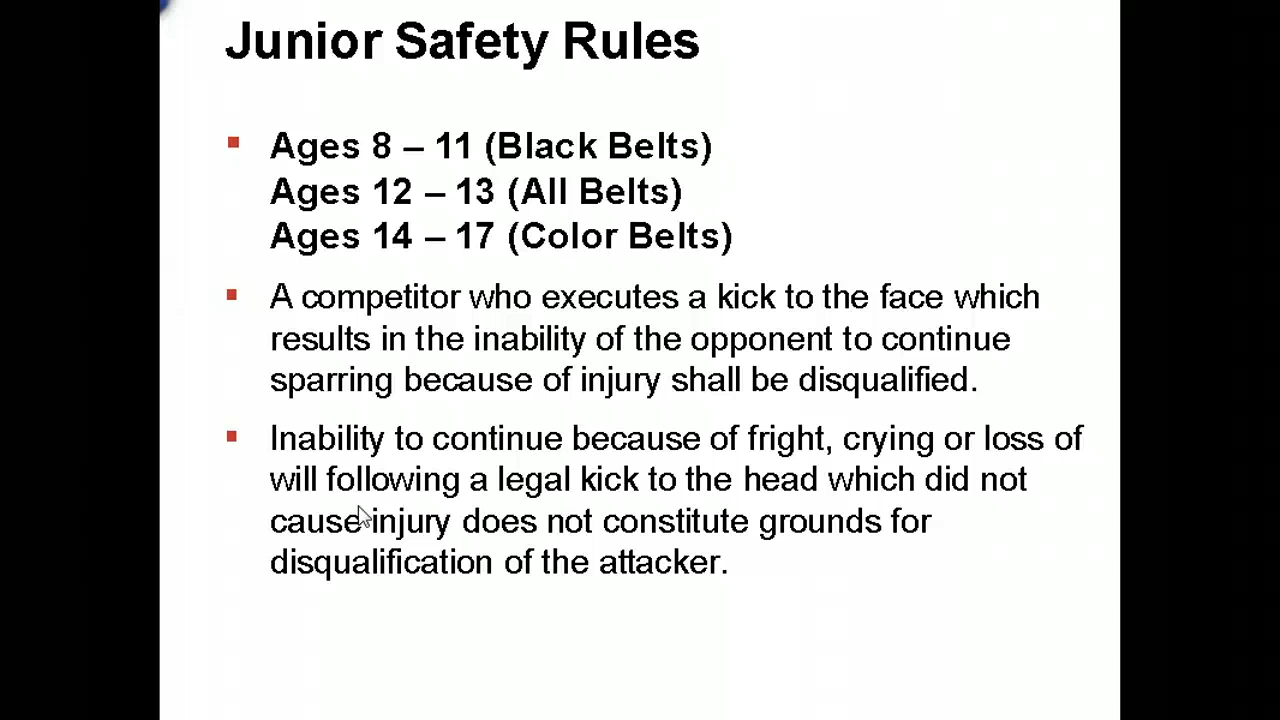 Junior Safety Rules
Ages 8 – 11 (Black Belts)
Ages 12 – 13 (All Belts)
Ages 14 – 17 (Color Belts)
A competitor who executes a kick to the face which
results in the inability of the opponent to continue
sparring because of injury shall be disqualified.
Inability to continue because of fright, crying or loss of
will following a legal kick to the head which did not
cause injury does not constitute grounds for
disqualification of the attacker.